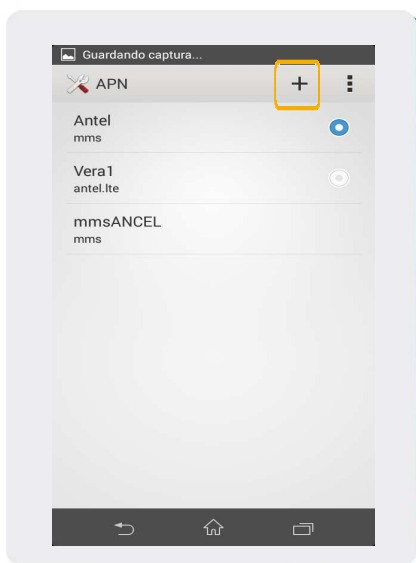 Guardando captura...
APN
Antel
mms
Vera1
antel.lte
mmsANCEL
mms